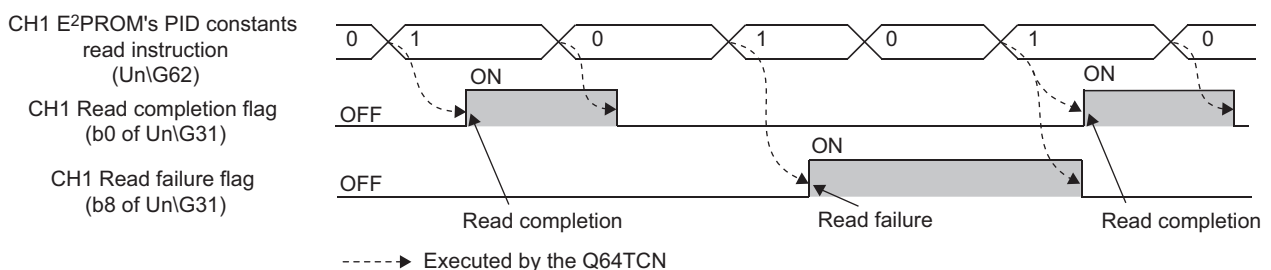 CH1 E²PROM's PID constants
read instruction
(Un\G62)
0 1 0 1 0 1 0
ON ON
CH1 Read completion flag
(b0 of Un\G31)
OFF
ON
CH1 Read failure flag
(b8 of Un\G31)
OFF
Read completion Read failure Read completion
Executed by the Q64TCN